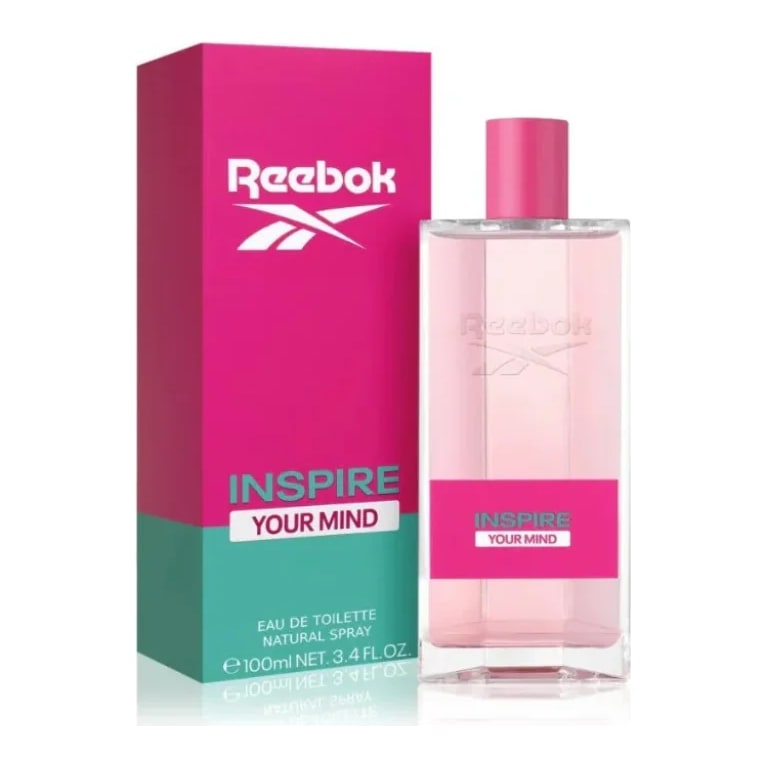 Reebok
INSPIRE
YOUR MIND
EAU DE TOILETTE
NATURAL SPRAY
℮100ml NET. 3.4 FL.OZ.
Reebok
INSPIRE
YOUR MIND